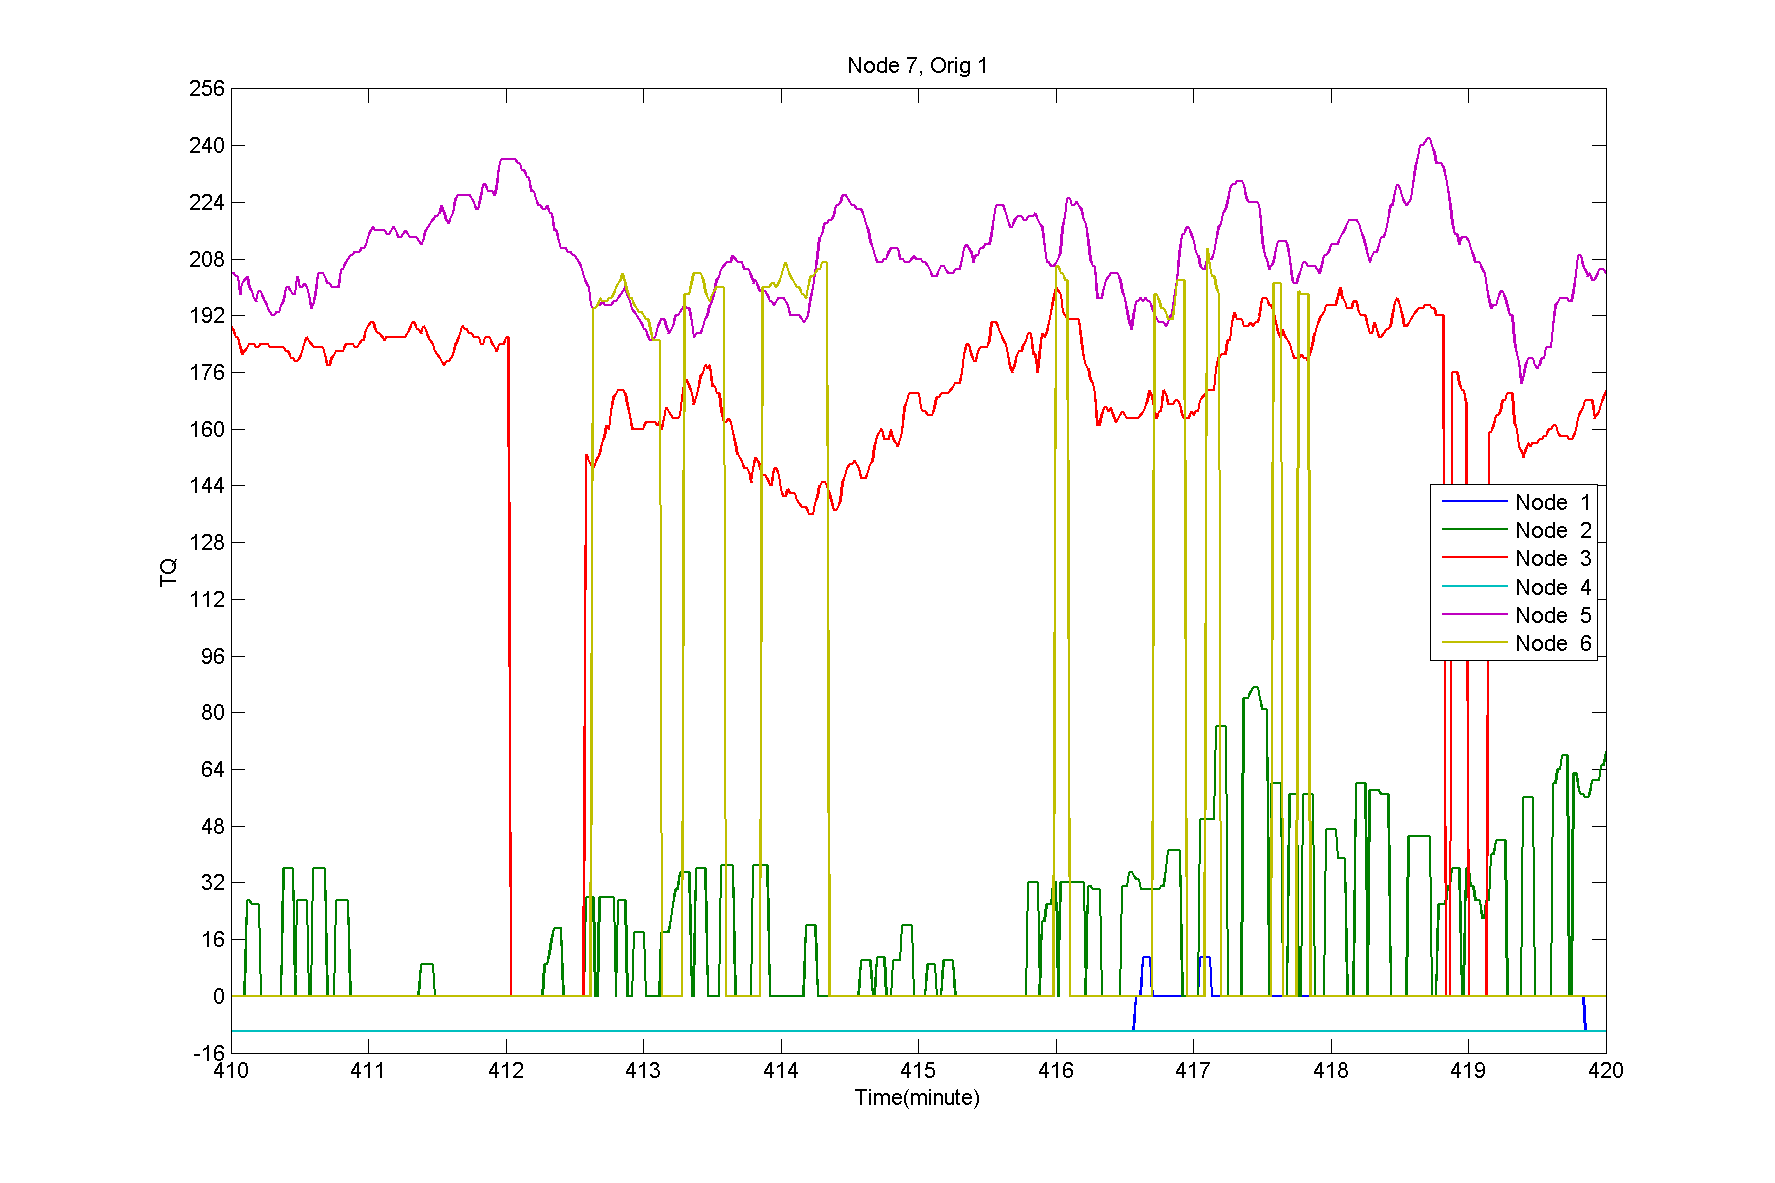 Node 7, Orig 1
256
240
224
208
192
176
160
144
128
112
96
80
64
48
32
16
0
-16
TQ
Node 1
Node 2
Node 3
Node 4
Node 5
Node 6
410 411 412 413 414 415 416 417 418 419 420
Time(minute)